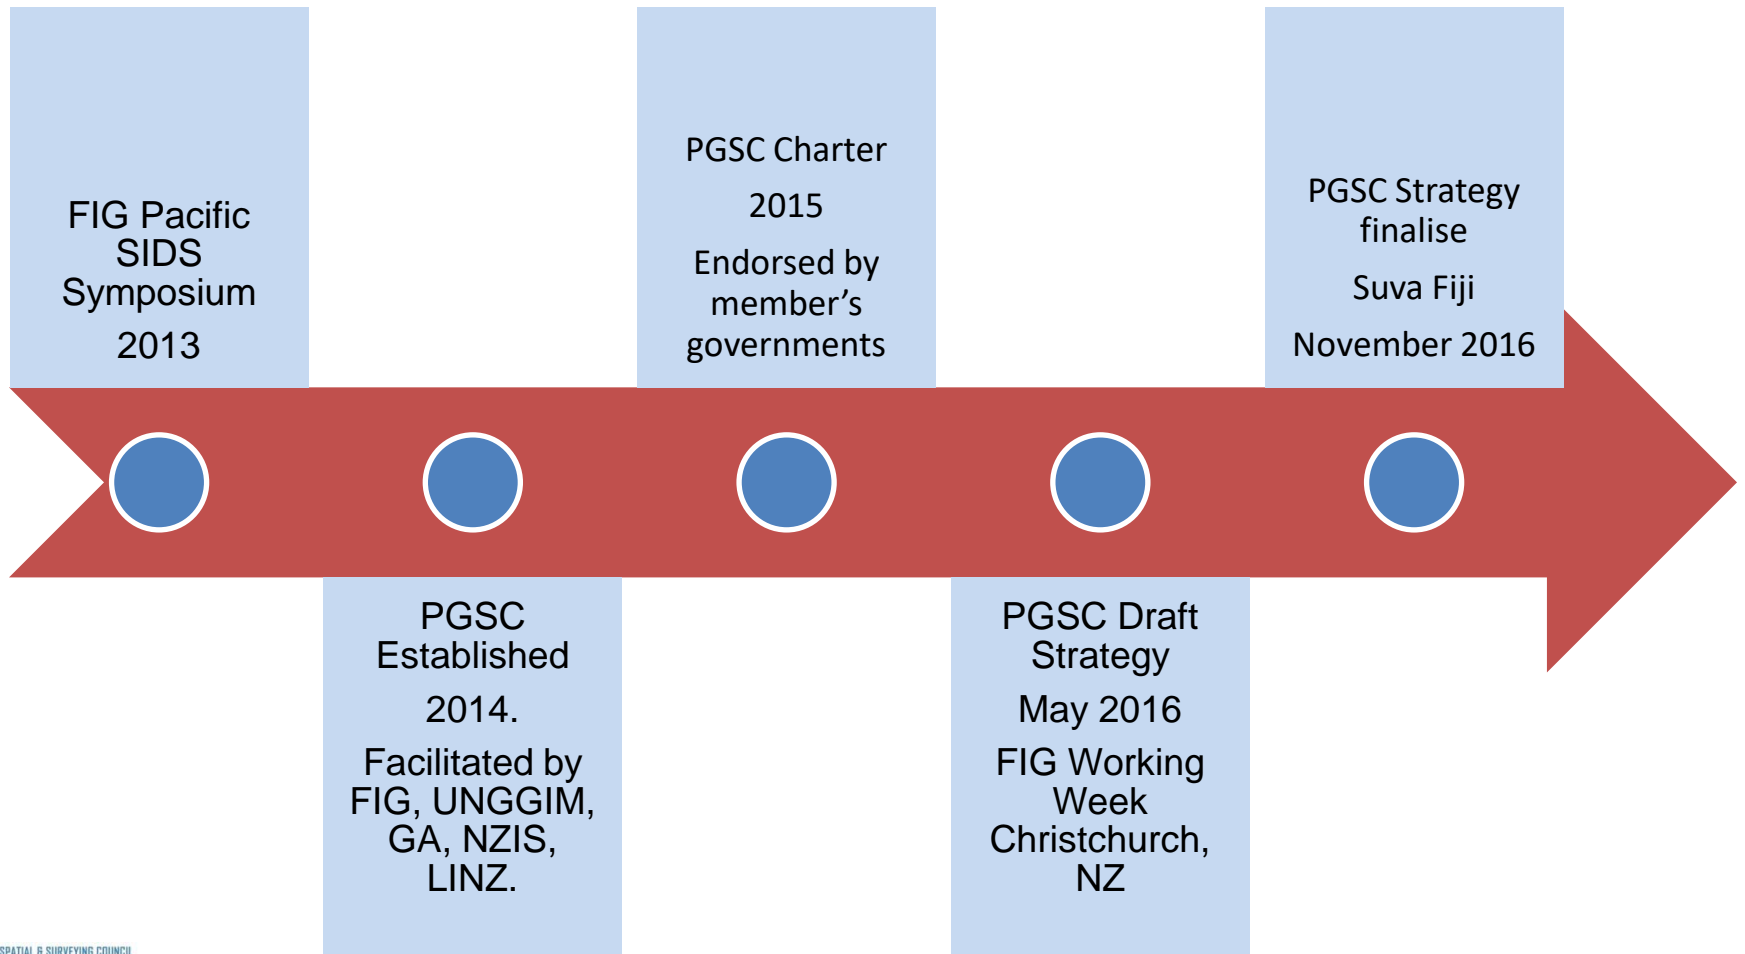 FIG Pacific
SIDS
Symposium
2013
PGSC
Established
2014.
Facilitated by
FIG, UNGGIM,
GA, NZIS,
LINZ.
PGSC Charter
2015
Endorsed by
member’s
governments
PGSC Draft
Strategy
May 2016
FIG Working
Week
Christchurch,
NZ
PGSC Strategy
finalise
Suva Fiji
November 2016
SPATIAL & SURVEYING COUNCIL